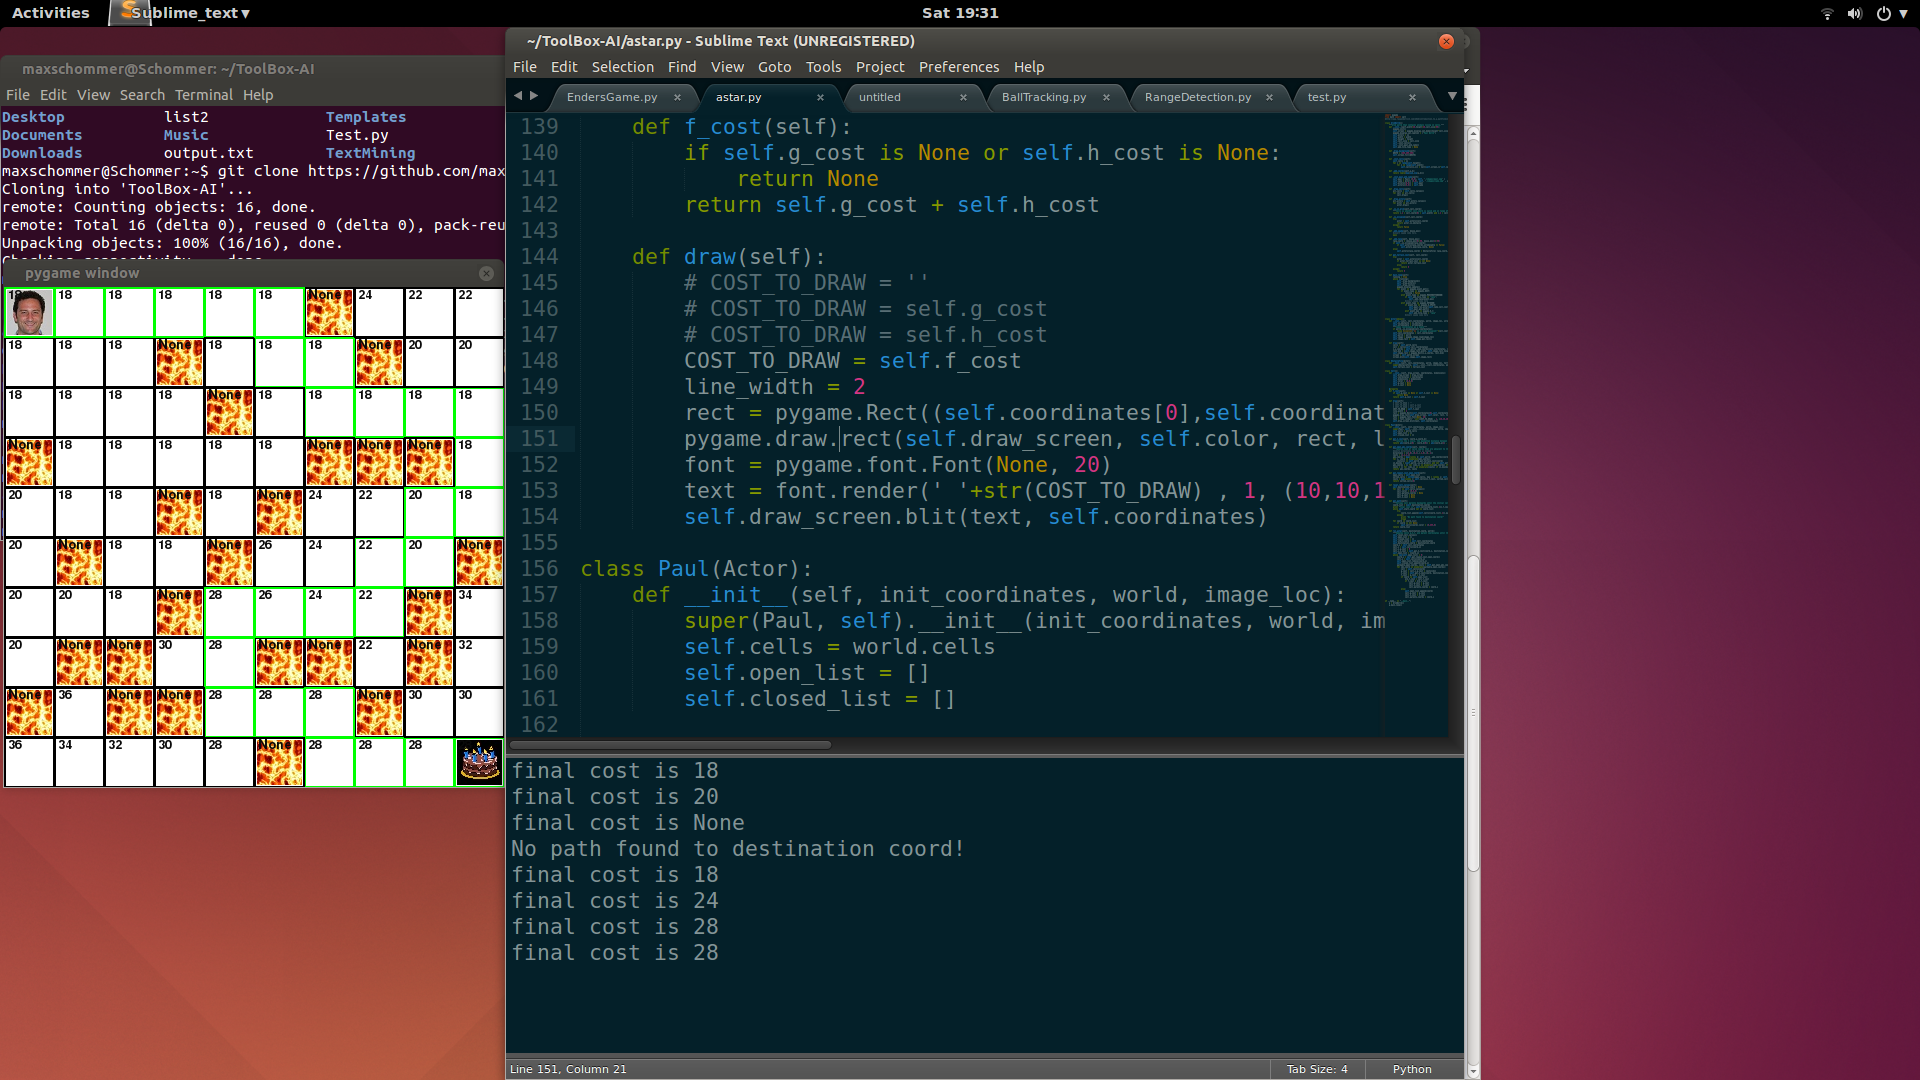 Activities
Sublime_text ▾
Sat 19:31
maxschommer@Schommer: ~/ToolBox-AI
File Edit View Search Terminal Help
Desktop list2 Templates
Documents Music Test.py
Downloads output.txt TextMining
maxschommer@Schommer:~$ git clone https://github.com/max
Cloning into 'ToolBox-AI'...
remote: Counting objects: 16, done.
remote: Total 16 (delta 0), reused 0 (delta 0), pack-reu
Unpacking objects: 100% (16/16), done.
pygame window
18 18 18 18 18 18 None 24 22 22
18 18 18 None 18 18 18 None 20 20
18 18 18 18 None 18 18 18 18 18
None 18 18 18 18 18 None None None 18
20 18 18 None 18 None 24 22 20 18
20 None 18 18 None 26 24 22 20 None
20 20 18 None 28 26 24 22 None 34
20 None None 30 28 None None 22 None 32
None 36 None None 28 28 28 None 30 30
36 34 32 30 28 None 28 28 28
~/ToolBox-AI/astar.py - Sublime Text (UNREGISTERED)
File Edit Selection Find View Goto Tools Project Preferences Help
EndersGame.py × astar.py × untitled × BallTracking.py × RangeDetection.py × test.py ×
139 def f_cost(self):
140 if self.g_cost is None or self.h_cost is None:
141 return None
142 return self.g_cost + self.h_cost
143
144 def draw(self):
145 # COST_TO_DRAW = ''
146 # COST_TO_DRAW = self.g_cost
147 # COST_TO_DRAW = self.h_cost
148 COST_TO_DRAW = self.f_cost
149 line_width = 2
150 rect = pygame.Rect((self.coordinates[0],self.coordinat
151 pygame.draw.rect(self.draw_screen, self.color, rect, l
152 font = pygame.font.Font(None, 20)
153 text = font.render(' '+str(COST_TO_DRAW) , 1, (10,10,1
154 self.draw_screen.blit(text, self.coordinates)
155
156 class Paul(Actor):
157 def __init__(self, init_coordinates, world, image_loc):
158 super(Paul, self).__init__(init_coordinates, world, im
159 self.cells = world.cells
160 self.open_list = []
161 self.closed_list = []
162
final cost is 18
final cost is 20
final cost is None
No path found to destination coord!
final cost is 18
final cost is 24
final cost is 28
final cost is 28
Line 151, Column 21
Tab Size: 4
Python